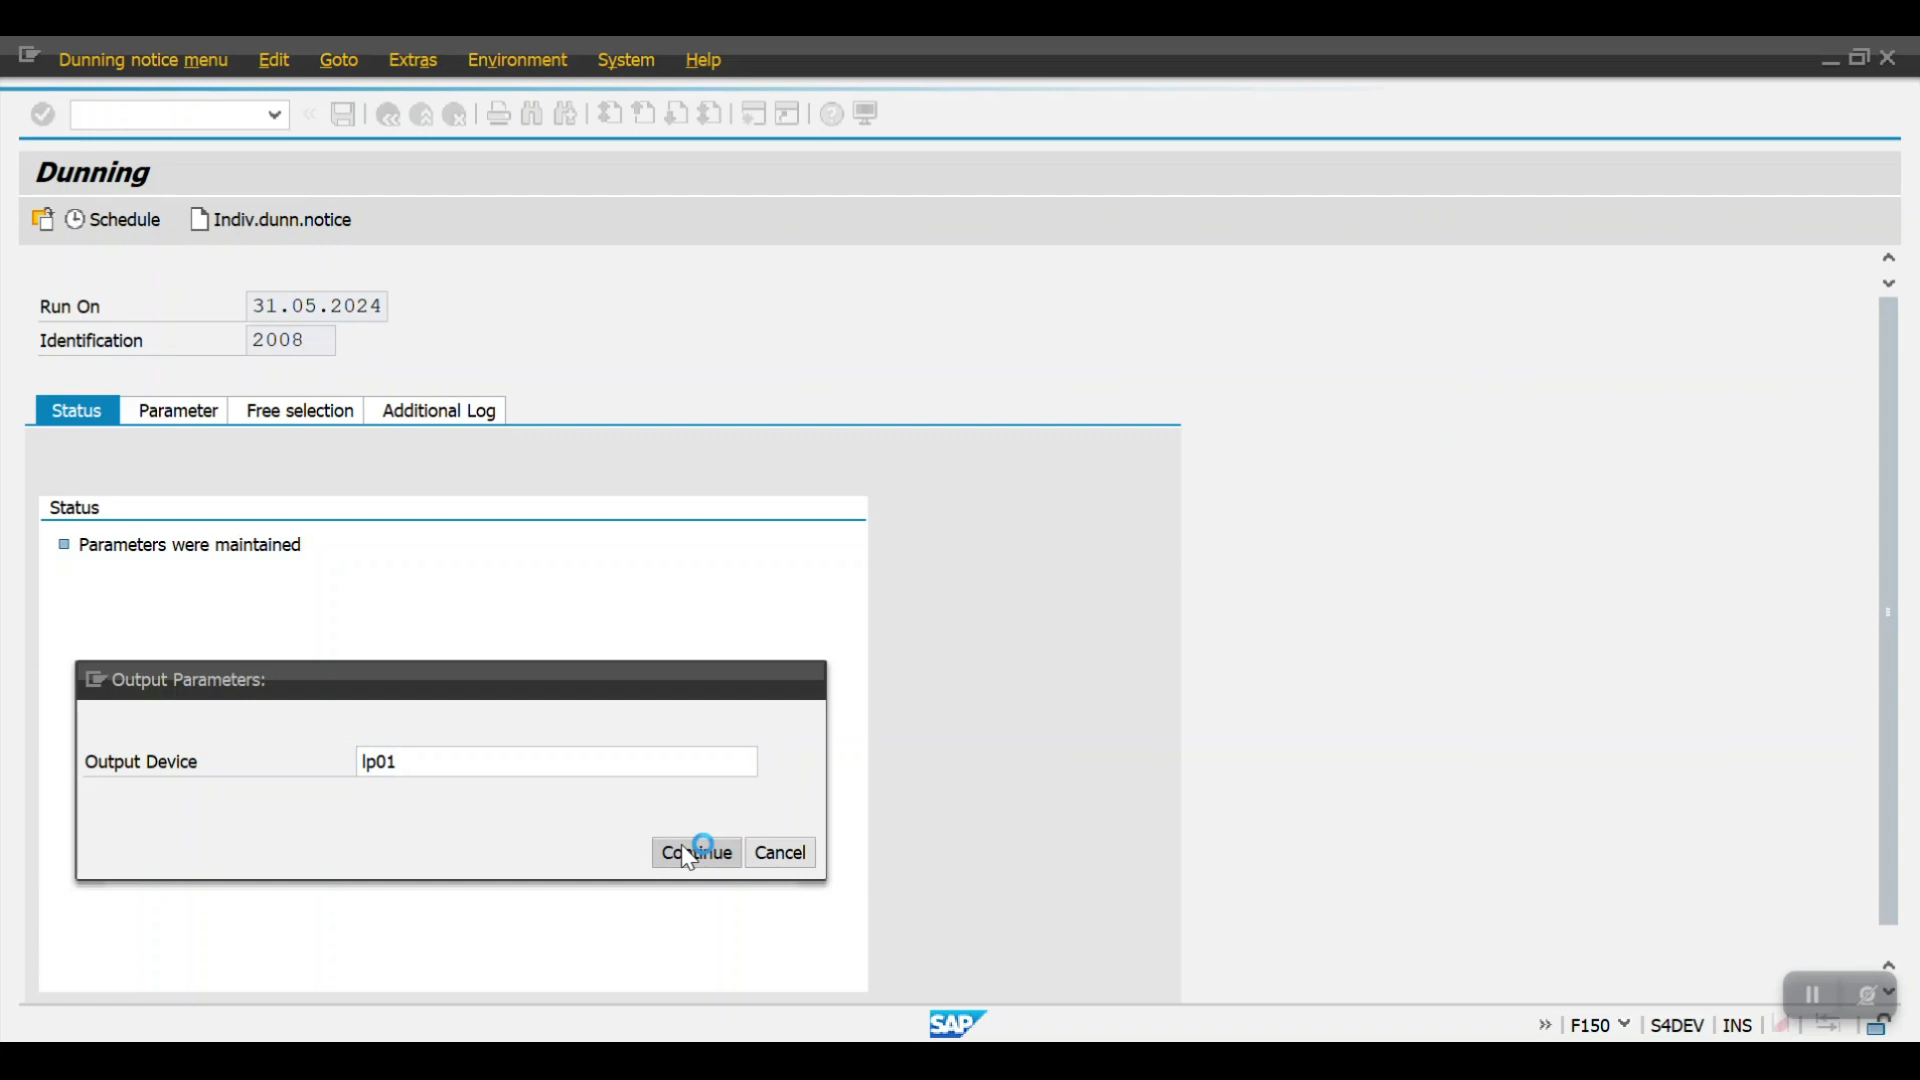 Dunning notice menu Edit Goto Extras Environment System Help
Dunning
Schedule Indiv.dunn.notice
Run On 31.05.2024
Identification 2008
Status Parameter Free selection Additional Log
Status
Parameters were maintained
Output Parameters:
Output Device lp01
Continue Cancel
SAP F150 S4DEV INS